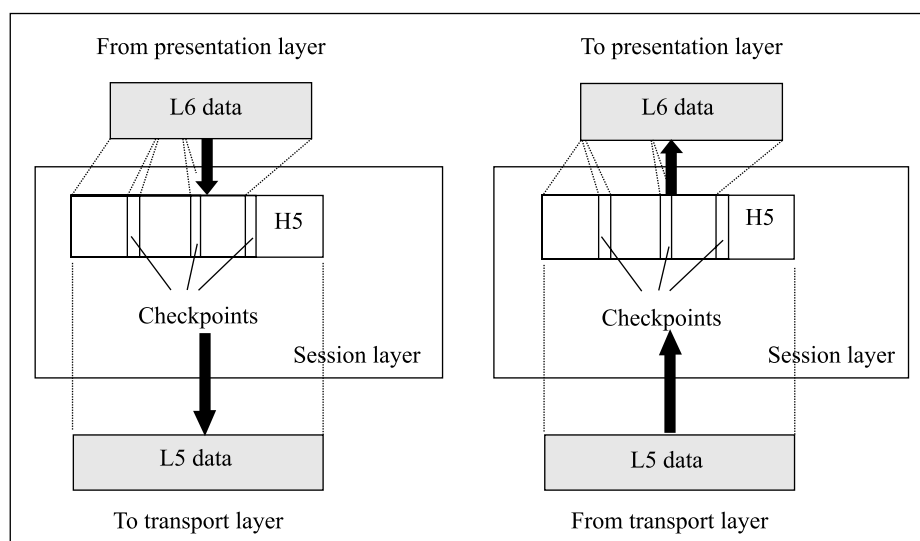 From presentation layer
L6 data
H5
Checkpoints
Session layer
L5 data
To transport layer
To presentation layer
L6 data
H5
Checkpoints
Session layer
L5 data
From transport layer